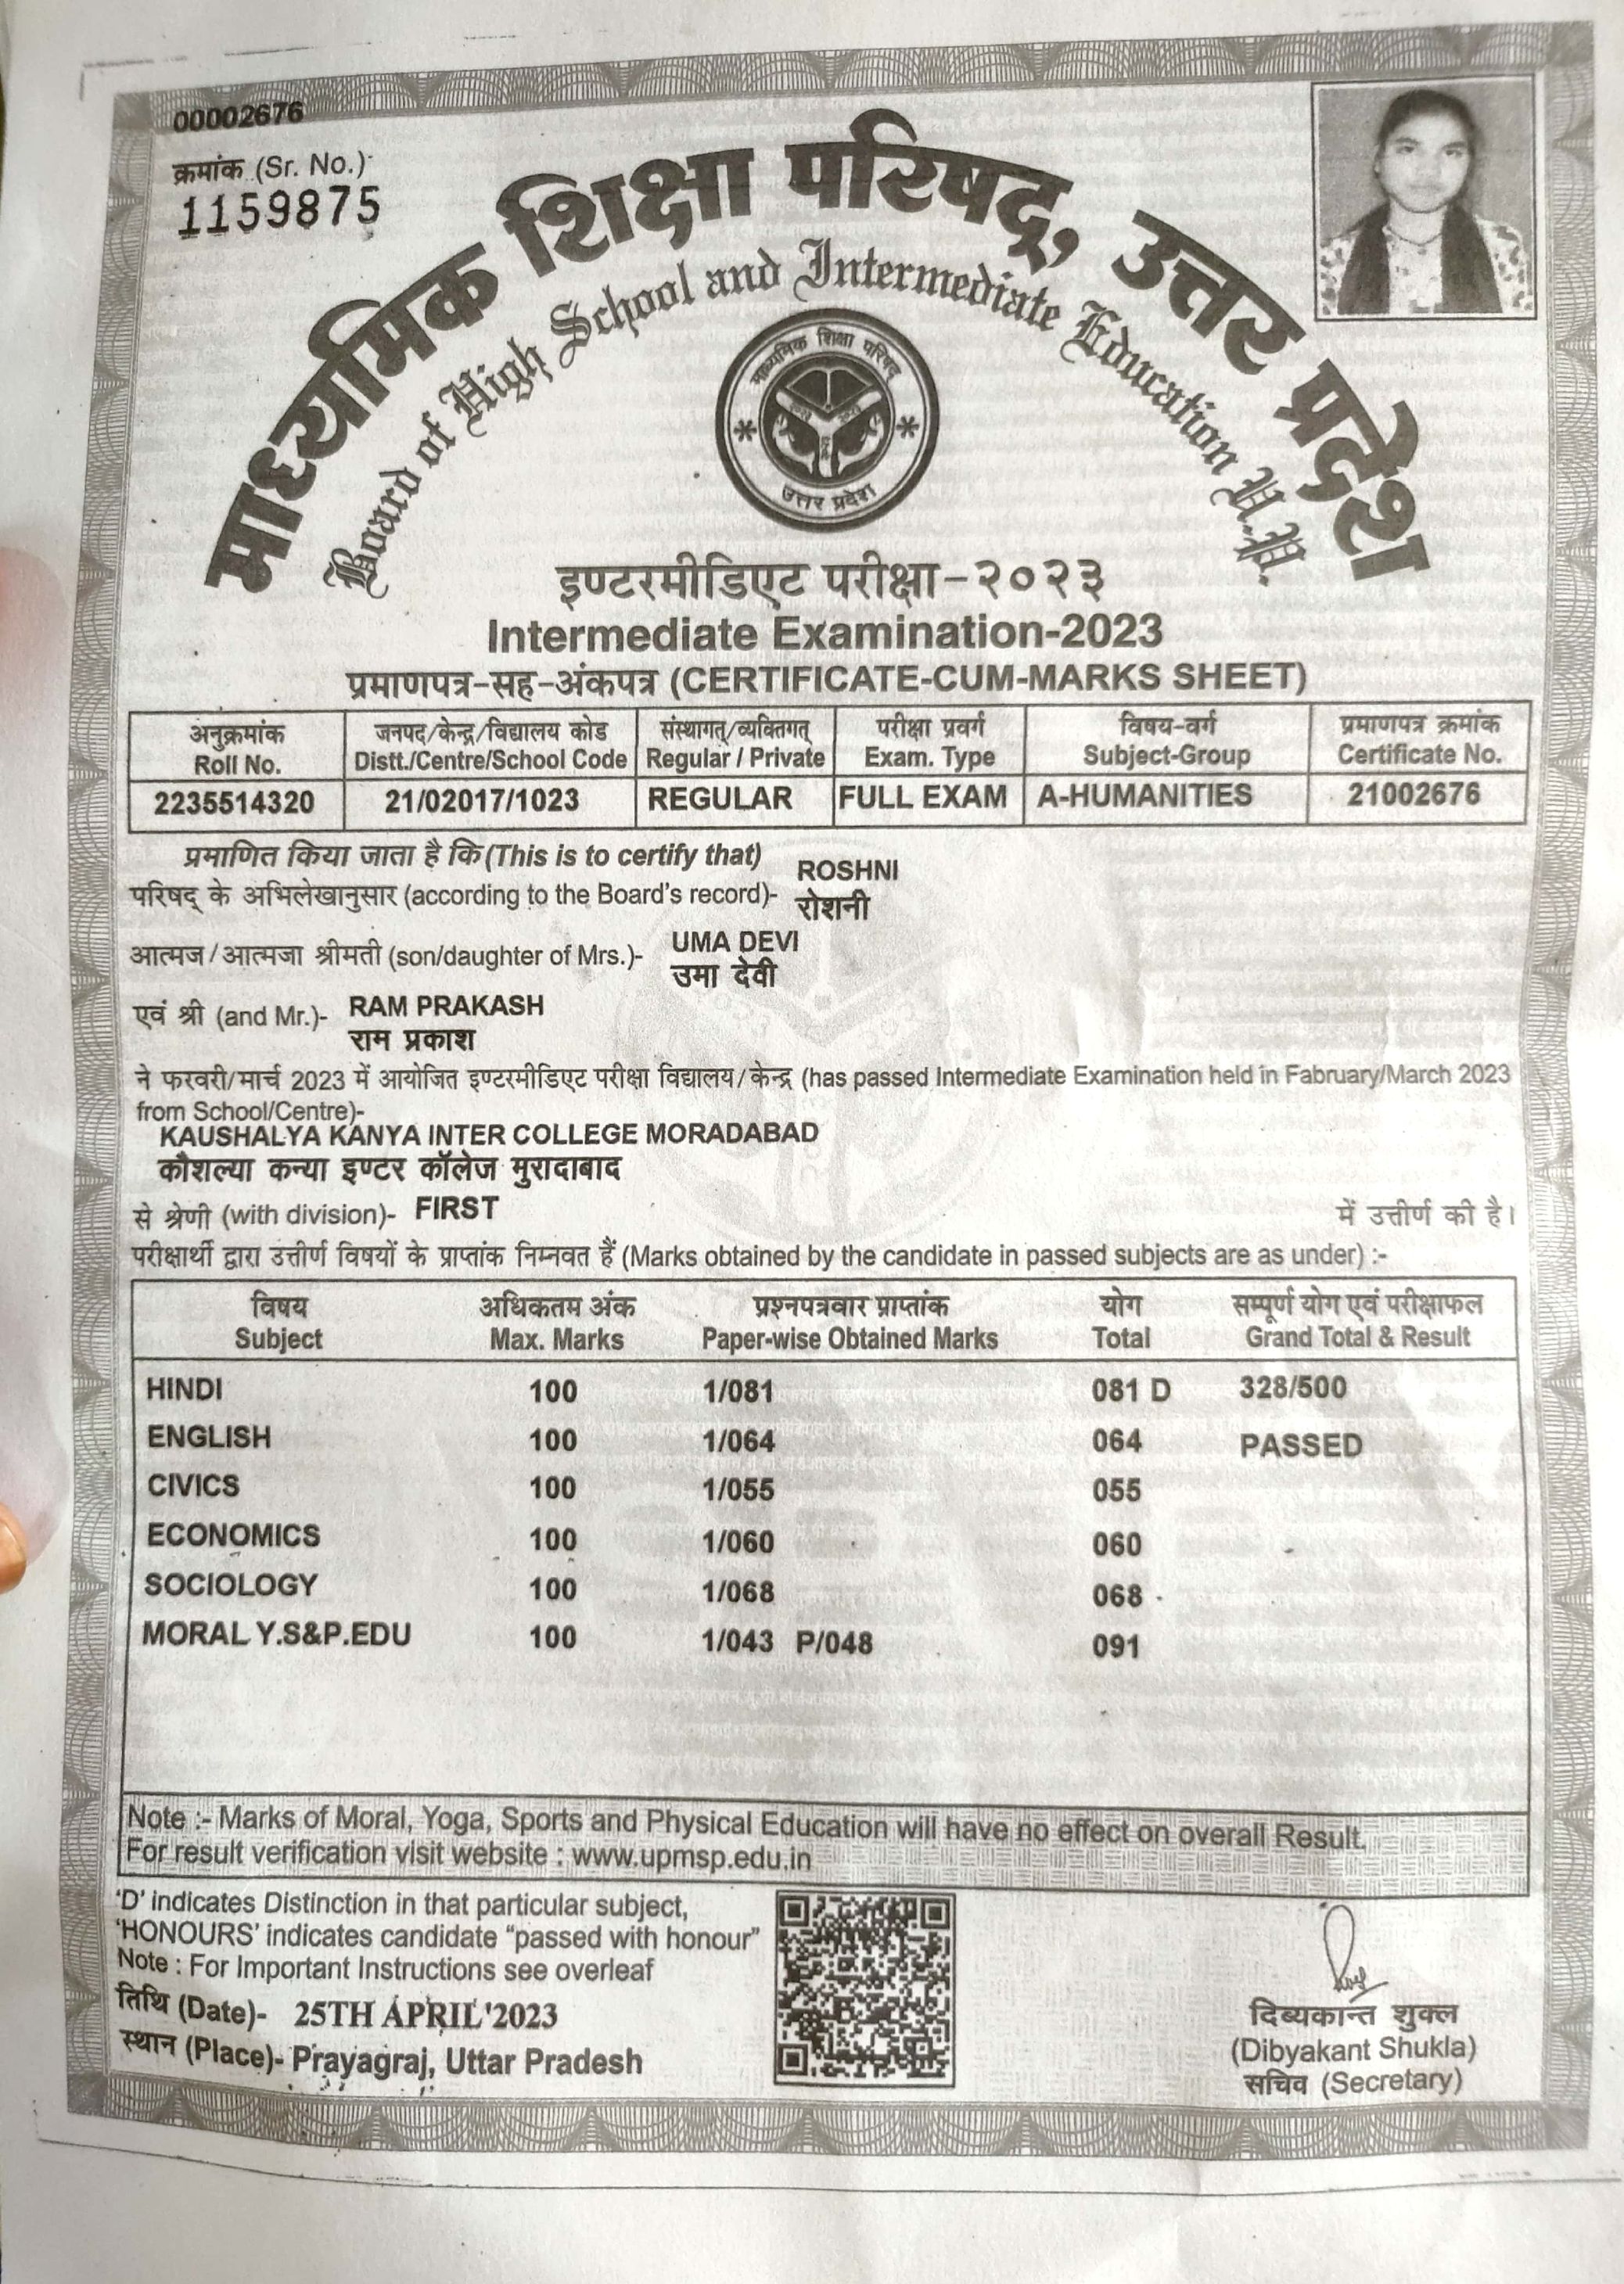 00002676
क्रमांक (Sr. No.)-
1159875
माध्यमिक शिक्षा परिषद्, उत्तर प्रदेश
Board of High School and Intermediate Education U.P.
माध्यमिक शिक्षा परिषद्
उत्तर प्रदेश
इण्टरमीडिएट परीक्षा-२०२३
Intermediate Examination-2023
प्रमाणपत्र-सह-अंकपत्र (CERTIFICATE-CUM-MARKS SHEET)
अनुक्रमांक जनपद/केन्द्र/विद्यालय कोड संस्थागत्/व्यक्तिगत् परीक्षा प्रवर्ग विषय-वर्ग प्रमाणपत्र क्रमांक
Roll No. Distt./Centre/School Code Regular / Private Exam. Type Subject-Group Certificate No.
2235514320 21/02017/1023 REGULAR FULL EXAM A-HUMANITIES 21002676
प्रमाणित किया जाता है कि (This is to certify that) ROSHNI
परिषद् के अभिलेखानुसार (according to the Board's record)- रोशनी
UMA DEVI
आत्मज/आत्मजा श्रीमती (son/daughter of Mrs.)- उमा देवी
एवं श्री (and Mr.)- RAM PRAKASH
राम प्रकाश
ने फरवरी/मार्च 2023 में आयोजित इण्टरमीडिएट परीक्षा विद्यालय/केन्द्र (has passed Intermediate Examination held in Fabruary/March 2023
from School/Centre)-
KAUSHALYA KANYA INTER COLLEGE MORADABAD
कौशल्या कन्या इण्टर कॉलेज मुरादाबाद
से श्रेणी (with division)- FIRST में उत्तीर्ण की है।
परीक्षार्थी द्वारा उत्तीर्ण विषयों के प्राप्तांक निम्नवत हैं (Marks obtained by the candidate in passed subjects are as under) :-
विषय अधिकतम अंक प्रश्नपत्रवार प्राप्तांक योग सम्पूर्ण योग एवं परीक्षाफल
Subject Max. Marks Paper-wise Obtained Marks Total Grand Total & Result
HINDI 100 1/081 081 D 328/500
ENGLISH 100 1/064 064 PASSED
CIVICS 100 1/055 055
ECONOMICS 100 1/060 060
SOCIOLOGY 100 1/068 068
MORAL Y.S&P.EDU 100 1/043 P/048 091
Note :- Marks of Moral, Yoga, Sports and Physical Education will have no effect on overall Result.
For result verification visit website : www.upmsp.edu.in
'D' indicates Distinction in that particular subject,
'HONOURS' indicates candidate "passed with honour"
Note : For Important Instructions see overleaf
तिथि (Date)- 25TH APRIL'2023
स्थान (Place)- Prayagraj, Uttar Pradesh
दिब्यकान्त शुक्ल
(Dibyakant Shukla)
सचिव (Secretary)